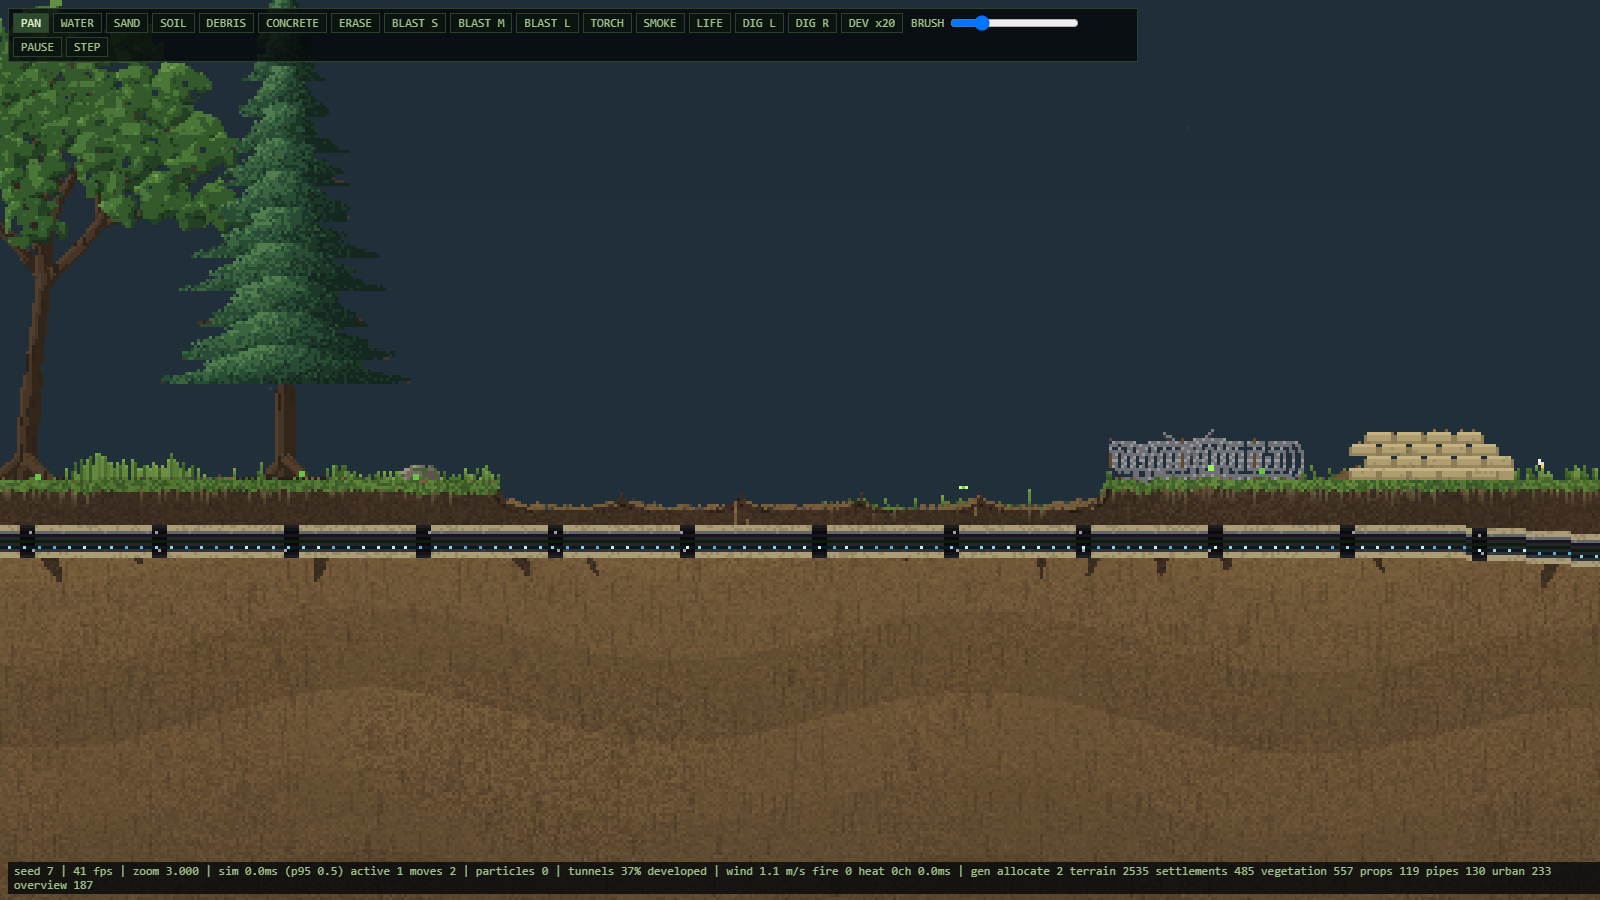 PAN WATER SAND SOIL DEBRIS CONCRETE ERASE BLAST S BLAST M BLAST L TORCH SMOKE LIFE DIG L DIG R DEV x20 BRUSH
PAUSE STEP
seed 7 | 41 fps | zoom 3.000 | sim 0.0ms (p95 0.5) active 1 moves 2 | particles 0 | tunnels 37% developed | wind 1.1 m/s fire 0 heat 0ch 0.0ms | gen allocate 2 terrain 2535 settlements 485 vegetation 557 props 119 pipes 130 urban 233
overview 187